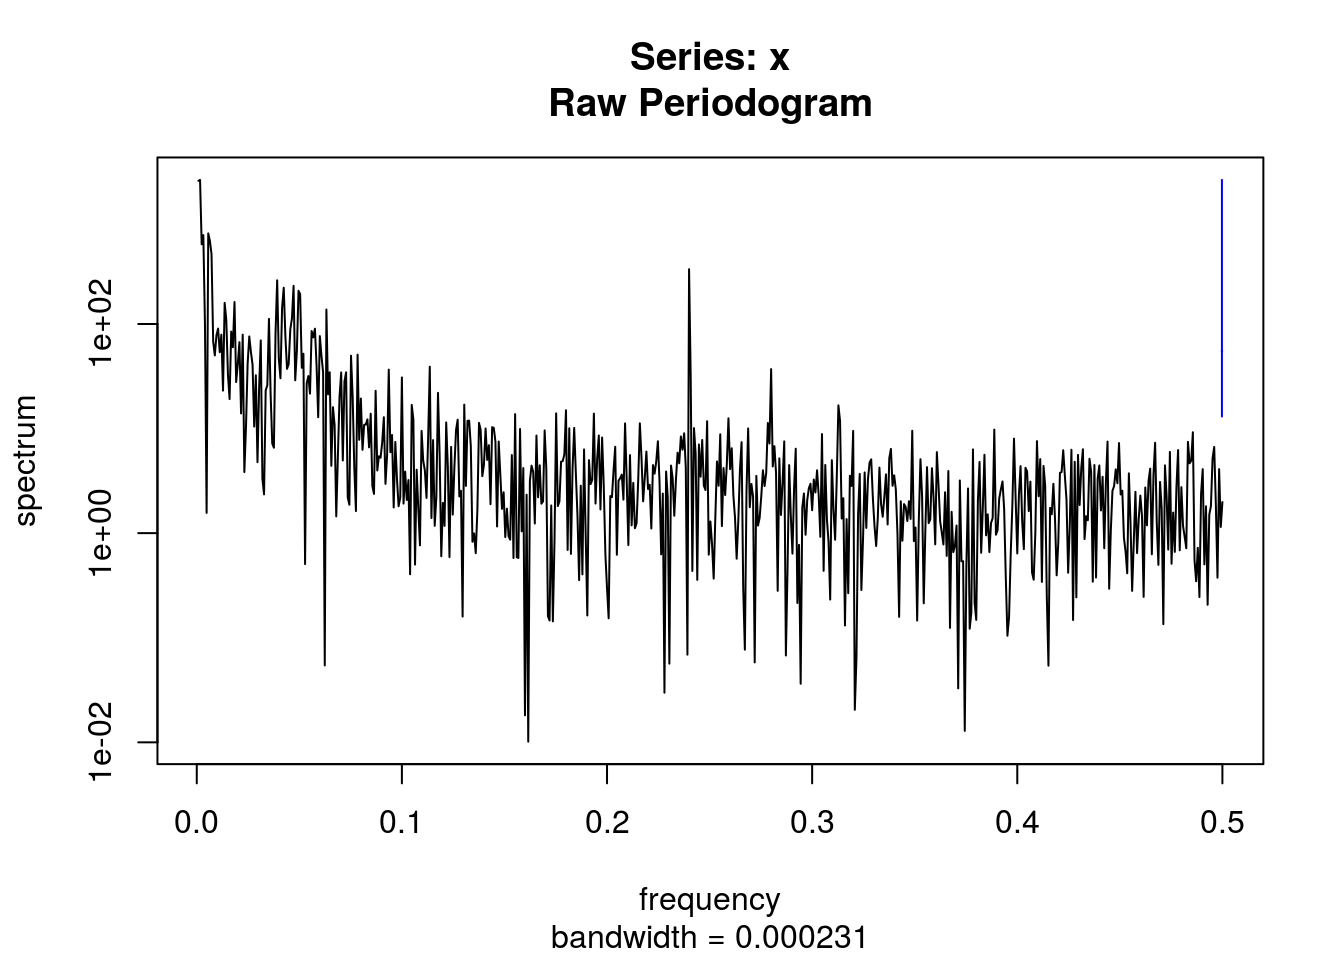 Series: x
Raw Periodogram
spectrum
1e+02
1e+00
1e-02
0.0 0.1 0.2 0.3 0.4 0.5
frequency
bandwidth = 0.000231